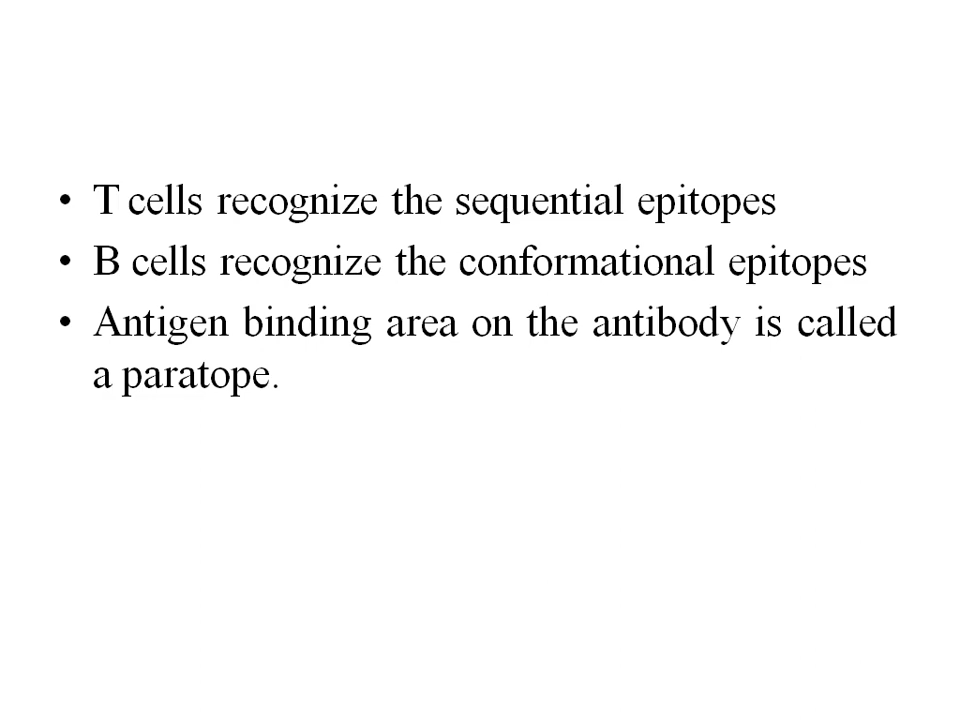 • T cells recognize the sequential epitopes
• B cells recognize the conformational epitopes
• Antigen binding area on the antibody is called
a paratope.